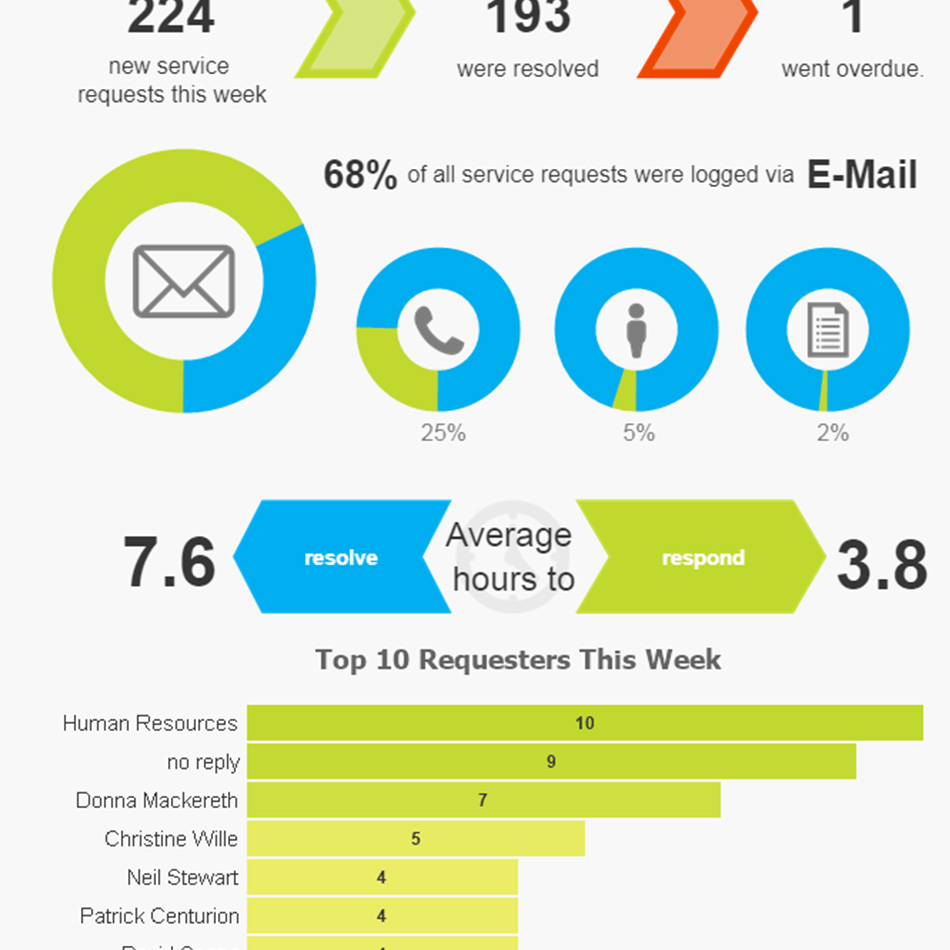 224
new service
requests this week
193
were resolved
1
went overdue.
68% of all service requests were logged via E-Mail
25%
5%
2%
7.6
resolve
Average
hours to
respond
3.8
Top 10 Requesters This Week
Human Resources 10
no reply 9
Donna Mackereth 7
Christine Wille 5
Neil Stewart 4
Patrick Centurion 4